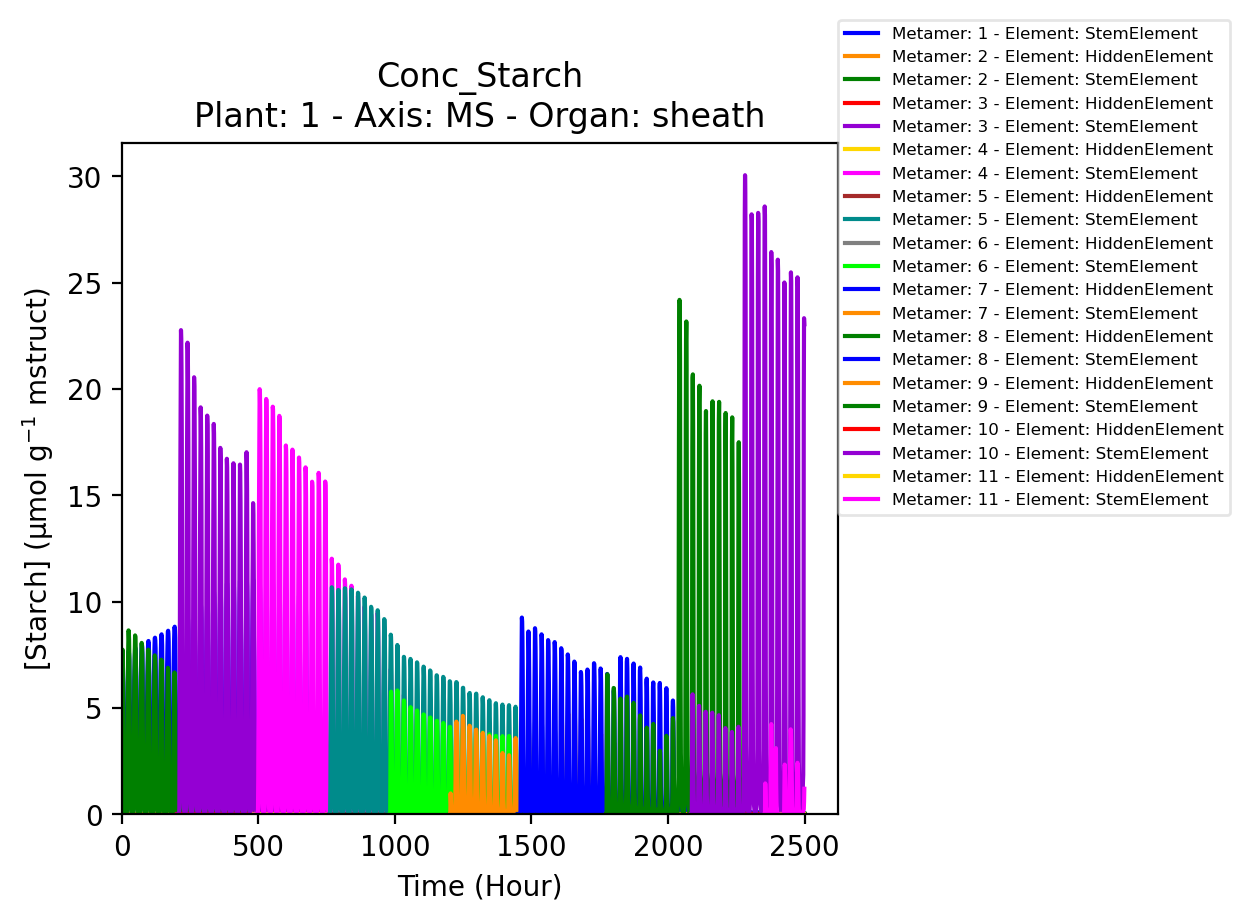 Conc_Starch
Plant: 1 - Axis: MS - Organ: sheath
[Starch] (µmol g⁻¹ mstruct)
30
25
20
15
10
5
0
0 500 1000 1500 2000 2500
Time (Hour)
Metamer: 1 - Element: StemElement
Metamer: 2 - Element: HiddenElement
Metamer: 2 - Element: StemElement
Metamer: 3 - Element: HiddenElement
Metamer: 3 - Element: StemElement
Metamer: 4 - Element: HiddenElement
Metamer: 4 - Element: StemElement
Metamer: 5 - Element: HiddenElement
Metamer: 5 - Element: StemElement
Metamer: 6 - Element: HiddenElement
Metamer: 6 - Element: StemElement
Metamer: 7 - Element: HiddenElement
Metamer: 7 - Element: StemElement
Metamer: 8 - Element: HiddenElement
Metamer: 8 - Element: StemElement
Metamer: 9 - Element: HiddenElement
Metamer: 9 - Element: StemElement
Metamer: 10 - Element: HiddenElement
Metamer: 10 - Element: StemElement
Metamer: 11 - Element: HiddenElement
Metamer: 11 - Element: StemElement